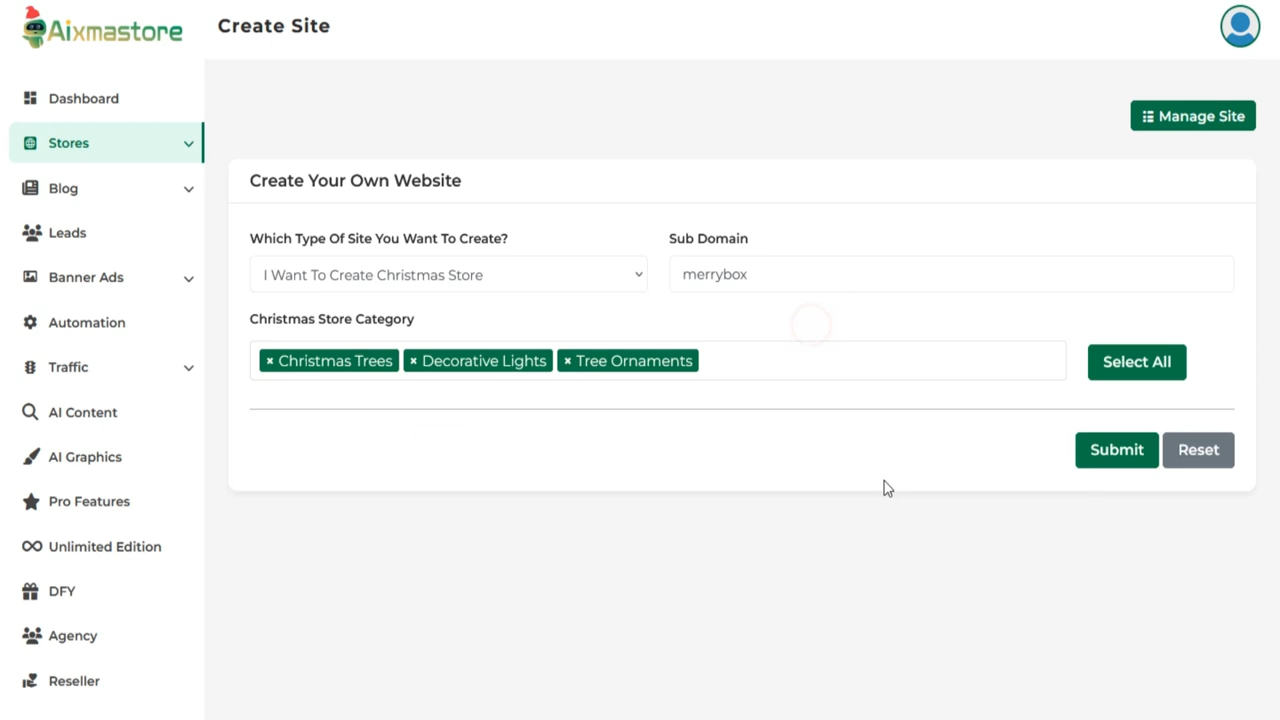 Aixmastore
Create Site
Dashboard
Stores
Blog
Leads
Banner Ads
Automation
Traffic
AI Content
AI Graphics
Pro Features
Unlimited Edition
DFY
Agency
Reseller
Manage Site
Create Your Own Website
Which Type Of Site You Want To Create?
Sub Domain
I Want To Create Christmas Store
merrybox
Christmas Store Category
× Christmas Trees × Decorative Lights × Tree Ornaments
Select All
Submit Reset